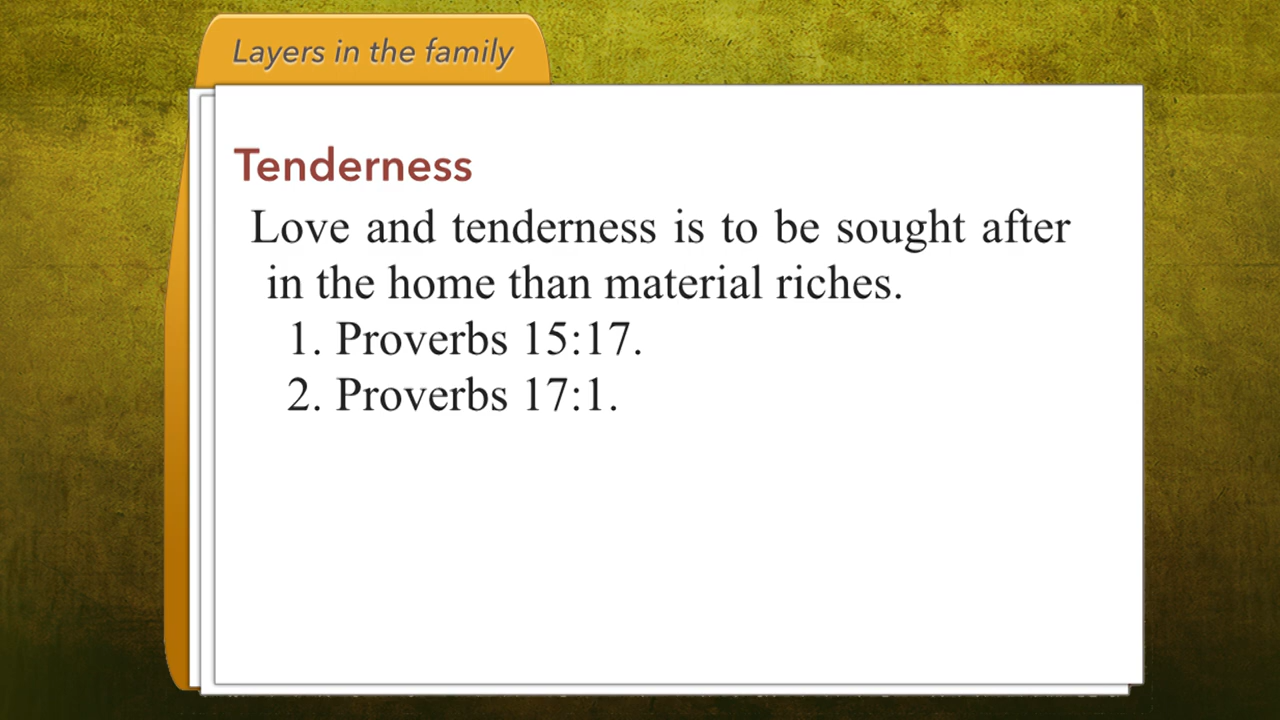 Layers in the family
Tenderness
Love and tenderness is to be sought after
in the home than material riches.
1. Proverbs 15:17.
2. Proverbs 17:1.